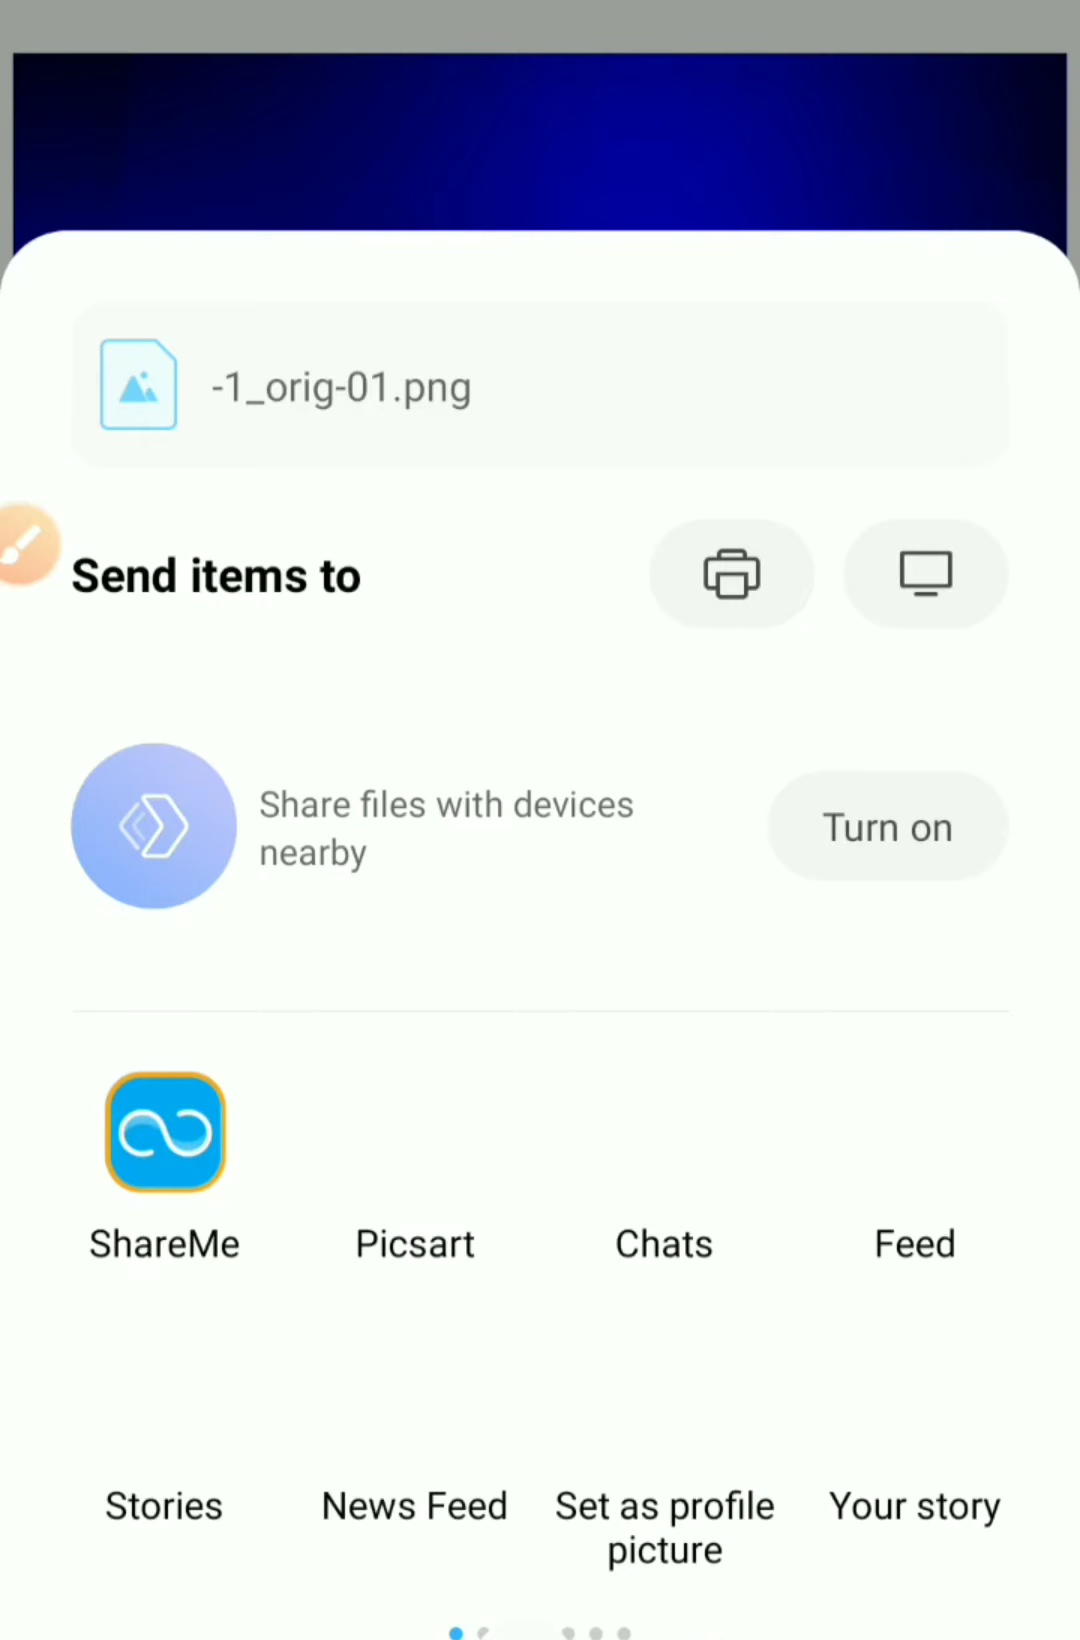 -1_orig-01.png
Send items to
Share files with devices
nearby
Turn on
ShareMe
Picsart
Chats
Feed
Stories
News Feed
Set as profile
picture
Your story